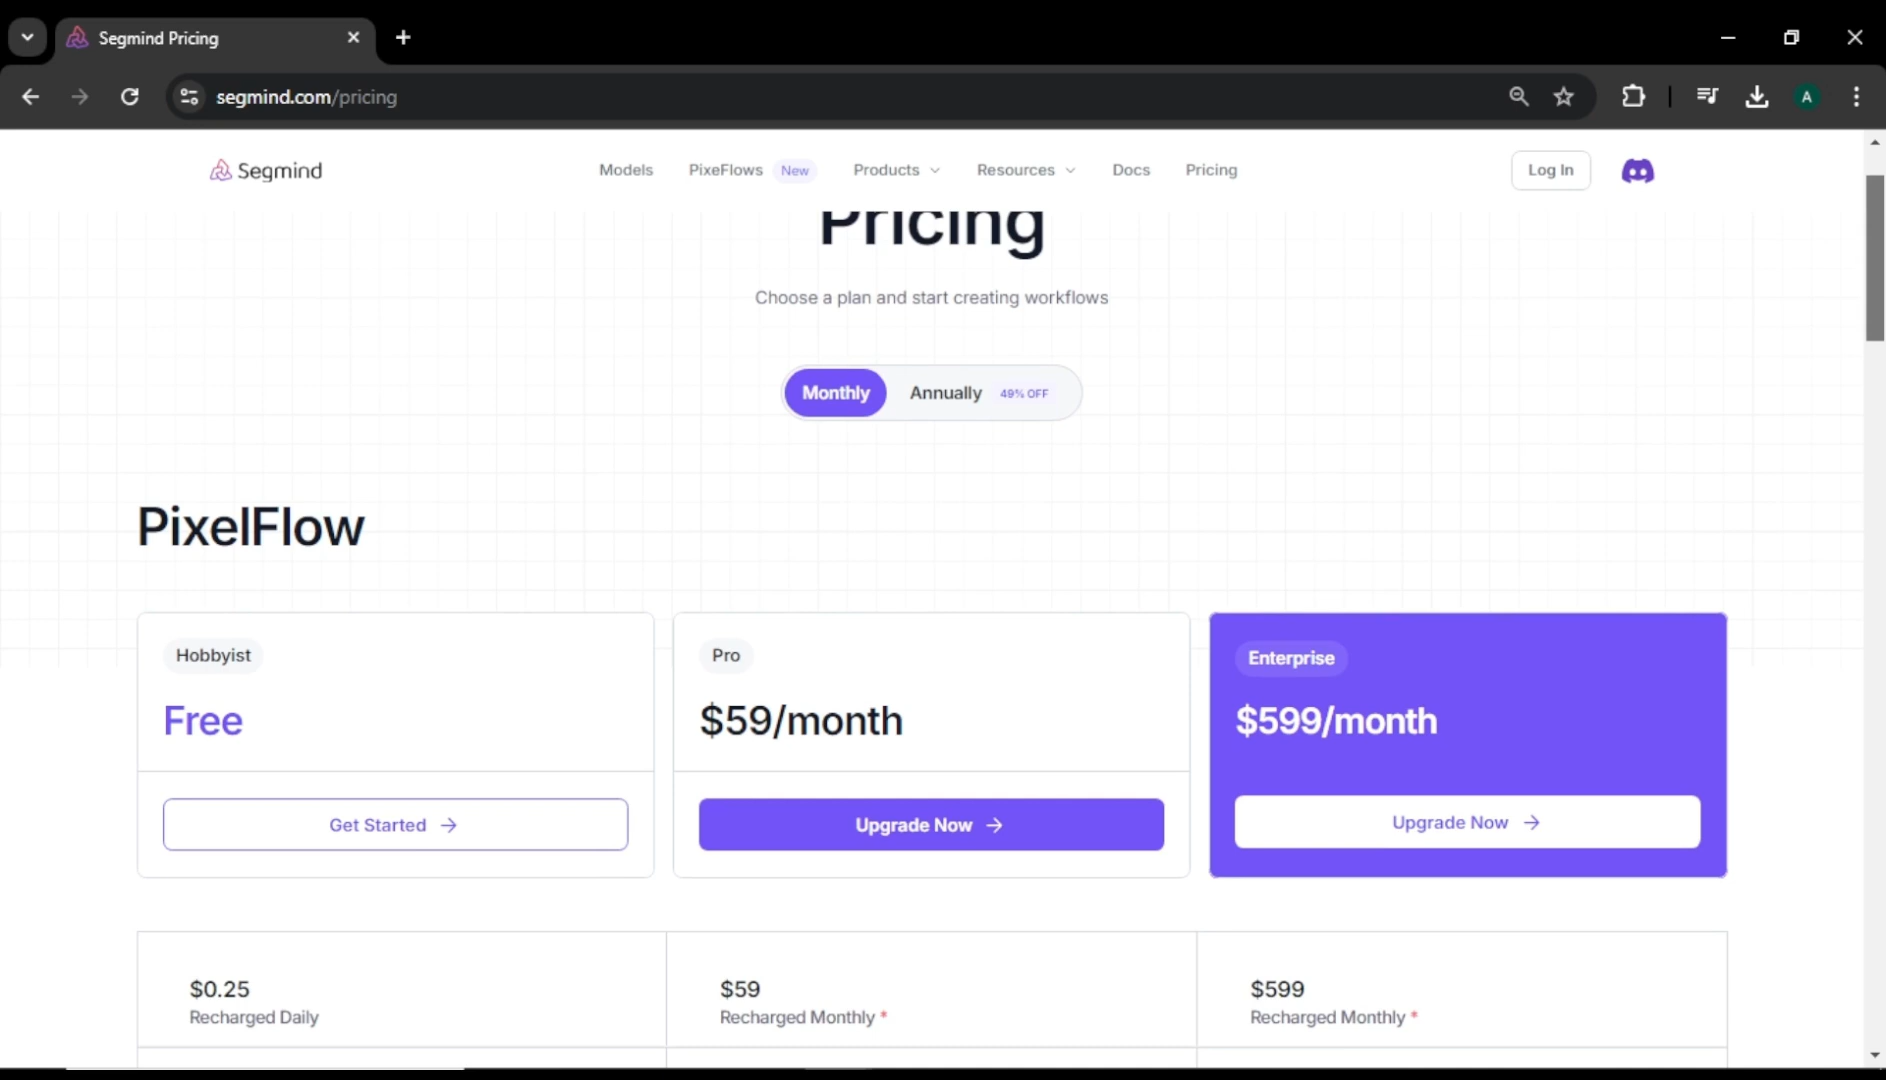 Segmind Pricing
segmind.com/pricing
A
Segmind
Models
PixeFlows New
Products
Resources
Docs
Pricing
Log In
Pricing
Choose a plan and start creating workflows
Monthly
Annually 49% OFF
PixelFlow
Hobbyist
Free
Get Started →
Pro
$59/month
Upgrade Now →
Enterprise
$599/month
Upgrade Now →
$0.25
Recharged Daily
$59
Recharged Monthly *
$599
Recharged Monthly *